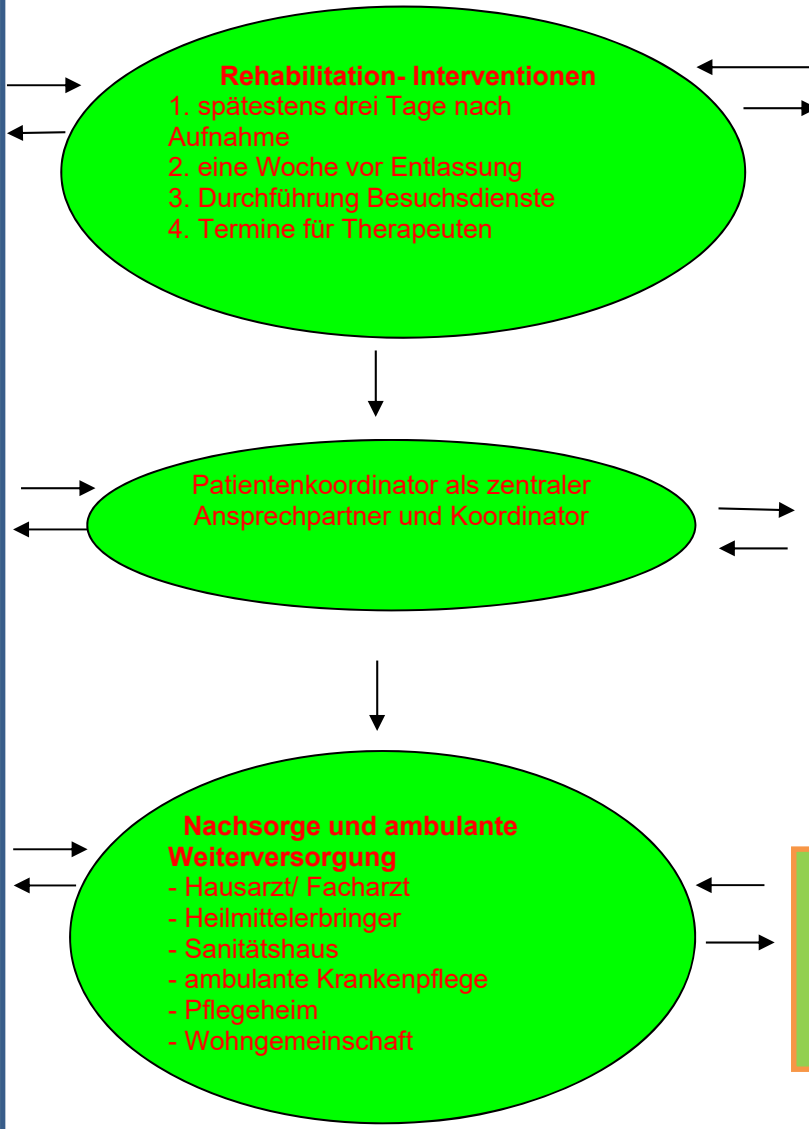 Rehabilitation- Interventionen
1. spätestens drei Tage nach
Aufnahme
2. eine Woche vor Entlassung
3. Durchführung Besuchsdienste
4. Termine für Therapeuten
Patientenkoordinator als zentraler
Ansprechpartner und Koordinator
Nachsorge und ambulante
Weiterversorgung
- Hausarzt/ Facharzt
- Heilmittelerbringer
- Sanitätshaus
- ambulante Krankenpflege
- Pflegeheim
- Wohngemeinschaft